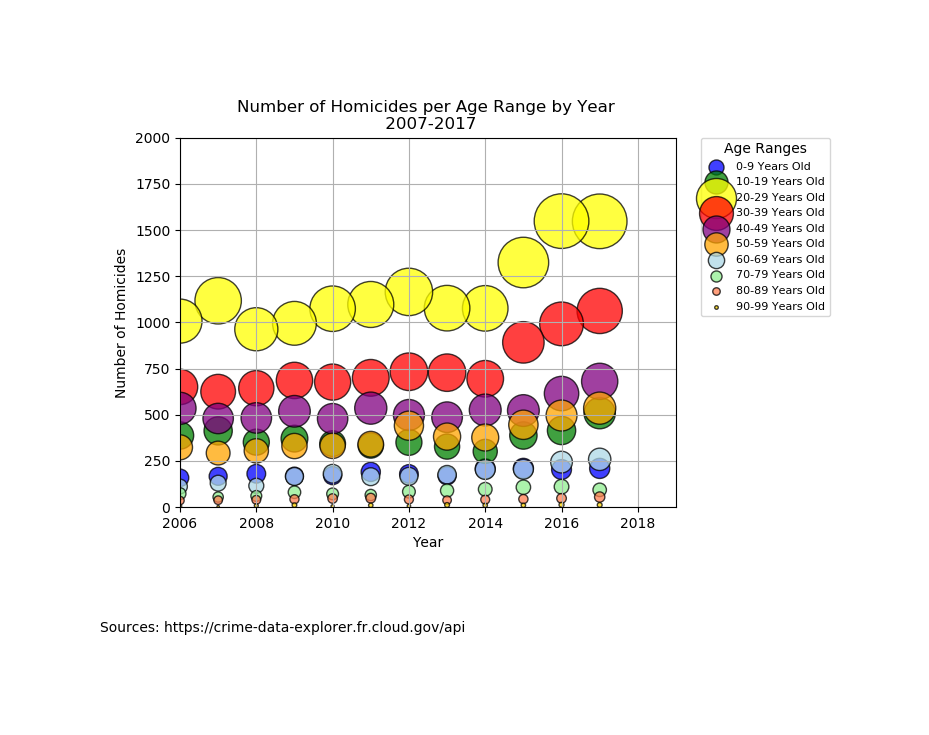 Number of Homicides per Age Range by Year
2007-2017
2000
1750
1500
1250
1000
750
500
250
0
Number of Homicides
2006 2008 2010 2012 2014 2016 2018
Year
Age Ranges
0-9 Years Old
10-19 Years Old
20-29 Years Old
30-39 Years Old
40-49 Years Old
50-59 Years Old
60-69 Years Old
70-79 Years Old
80-89 Years Old
90-99 Years Old
Sources: https://crime-data-explorer.fr.cloud.gov/api